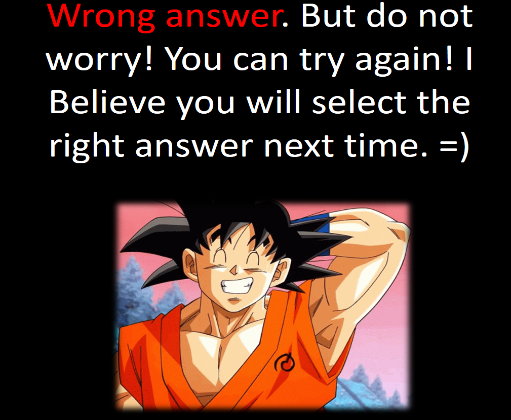 Wrong answer. But do not
worry! You can try again! I
Believe you will select the
right answer next time. =)